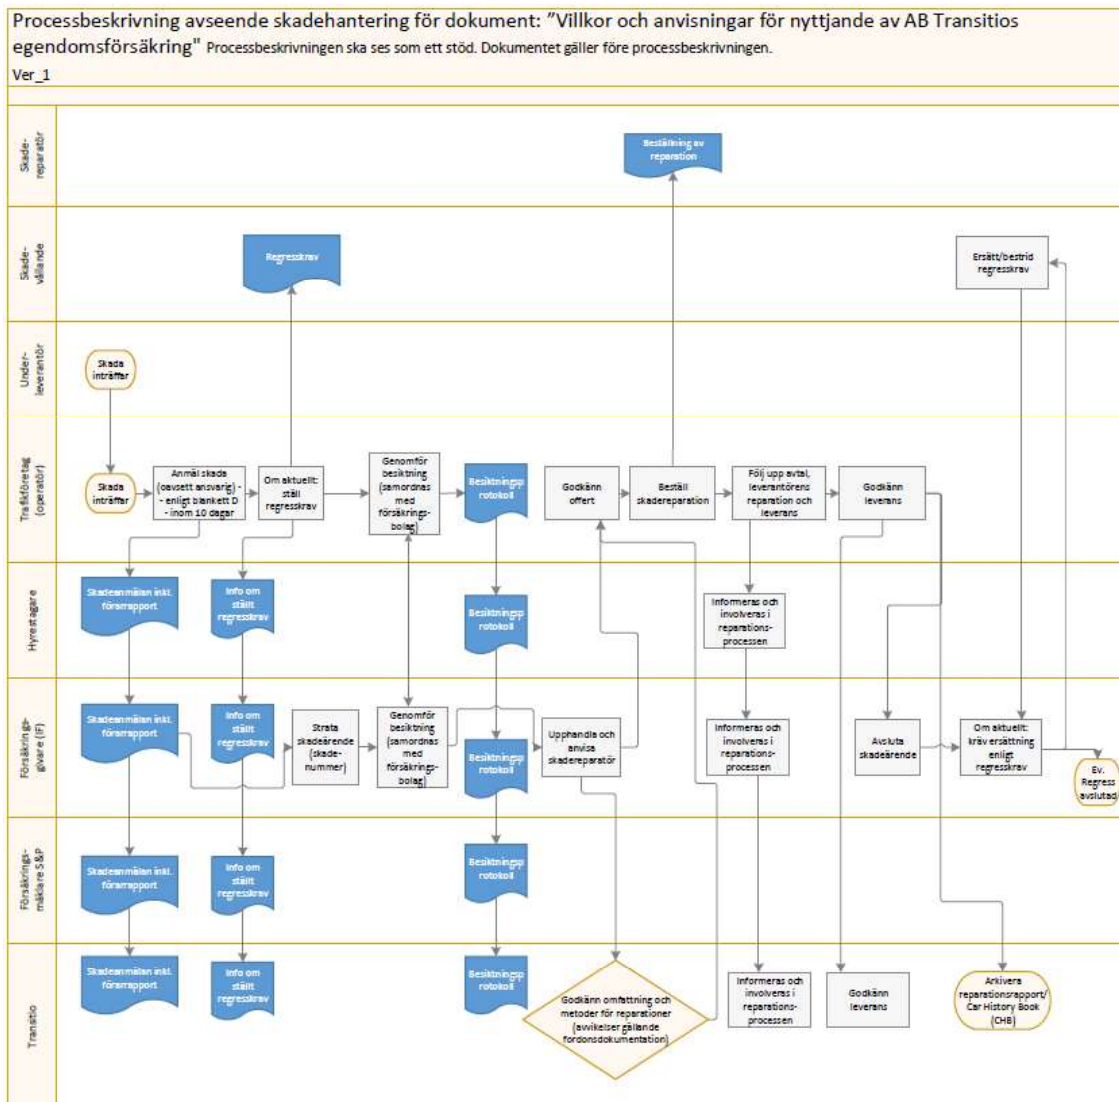 Processbeskrivning avseende skadehantering för dokument: ”Villkor och anvisningar för nyttjande av AB Transitios
egendomsförsäkring" Processbeskrivningen ska ses som ett stöd. Dokumentet gäller före processbeskrivningen.
Ver_1
Skade-
reparatör
Beställning av
reparation
Skade-
vållande
Regresskrav
Ersätt/bestrid
regresskrav
Under-
leverantör
Skada
inträffar
Trafikföretag
(operatör)
Skada
inträffar
Anmäl skada
(oavsett ansvarig) -
- enligt blankett D
- inom 10 dagar
Om aktuellt:
ställ
regresskrav
Genomför
besiktning
(samordnas
med
försäkrings-
bolag)
Besiktningsp
rotokoll
Godkänn
offert
Beställ
skadereparation
Följ upp avtal,
leverantörens
reparation och
leverans
Godkänn
leverans
Hyrestagare
Skadeanmälan inkl.
förarrapport
Info om
ställt
regresskrav
Besiktningsp
rotokoll
Informeras och
involveras i
reparations-
processen
Försäkrings-
givare (IF)
Skadeanmälan inkl.
förarrapport
Info om
ställt
regresskrav
Strata
skadeärende
(skade-
nummer)
Genomför
besiktning
(samordnas
med
försäkrings-
bolag)
Besiktningsp
rotokoll
Upphandla och
anvisa
skadereparatör
Informeras och
involveras i
reparations-
processen
Avsluta
skadeärende
Om aktuellt:
kräv ersättning
enligt
regresskrav
Ev.
Regress
avslutad
Försäkrings-
mäklare S&P
Skadeanmälan inkl.
förarrapport
Info om
ställt
regresskrav
Besiktningsp
rotokoll
Transitio
Skadeanmälan inkl.
förarrapport
Info om
ställt
regresskrav
Besiktningsp
rotokoll
Godkänn omfattning och
metoder för reparationer
(avvikelser gällande
fordonsdokumentation)
Informeras och
involveras i
reparations-
processen
Godkänn
leverans
Arkivera
reparationsrapport/
Car History Book
(CHB)